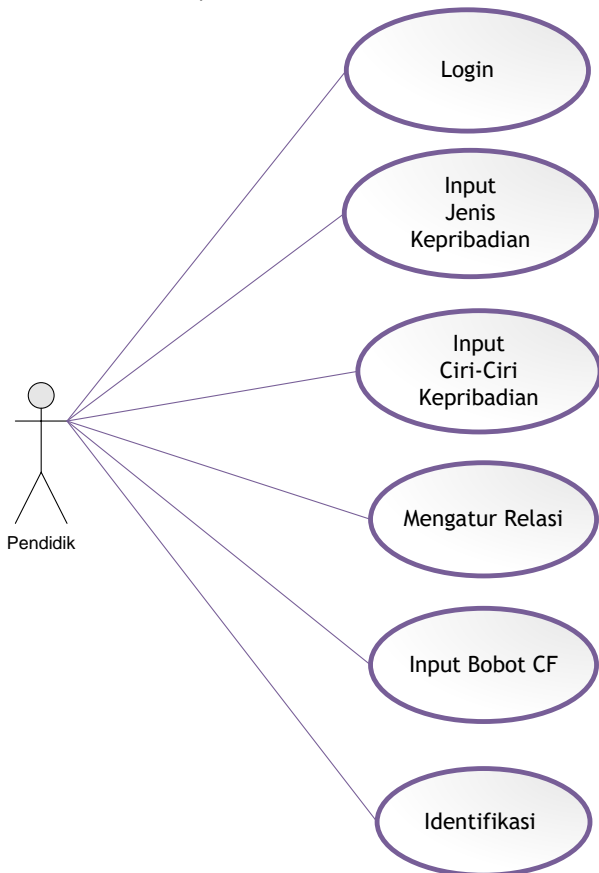 Login
Input
Jenis
Kepribadian
Input
Ciri-Ciri
Kepribadian
Pendidik
Mengatur Relasi
Input Bobot CF
Identifikasi